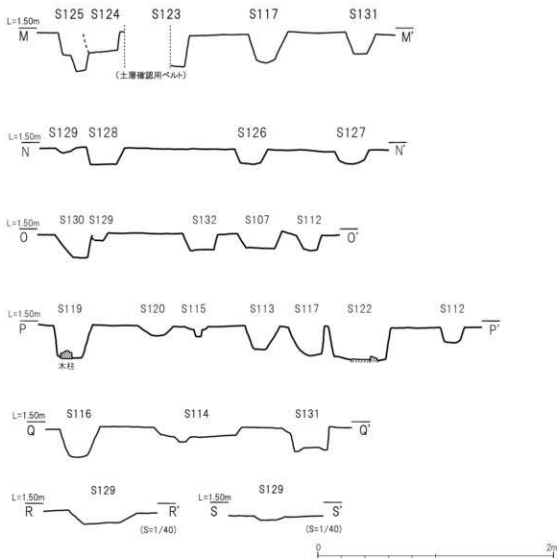 S125 S124 S123 S117 S131
L=1.50m
M M'
(土層確認用ベルト)
S129 S128 S126 S127
L=1.50m
N N'
S130 S129 S132 S107 S112
L=1.50m
O O'
S119 S120 S115 S113 S117 S122 S112
L=1.50m
P P'
木柱
S116 S114 S131
L=1.50m
Q Q'
S129 S129
L=1.50m L=1.50m
R R' S S'
(S=1/40) (S=1/40)
0 2m